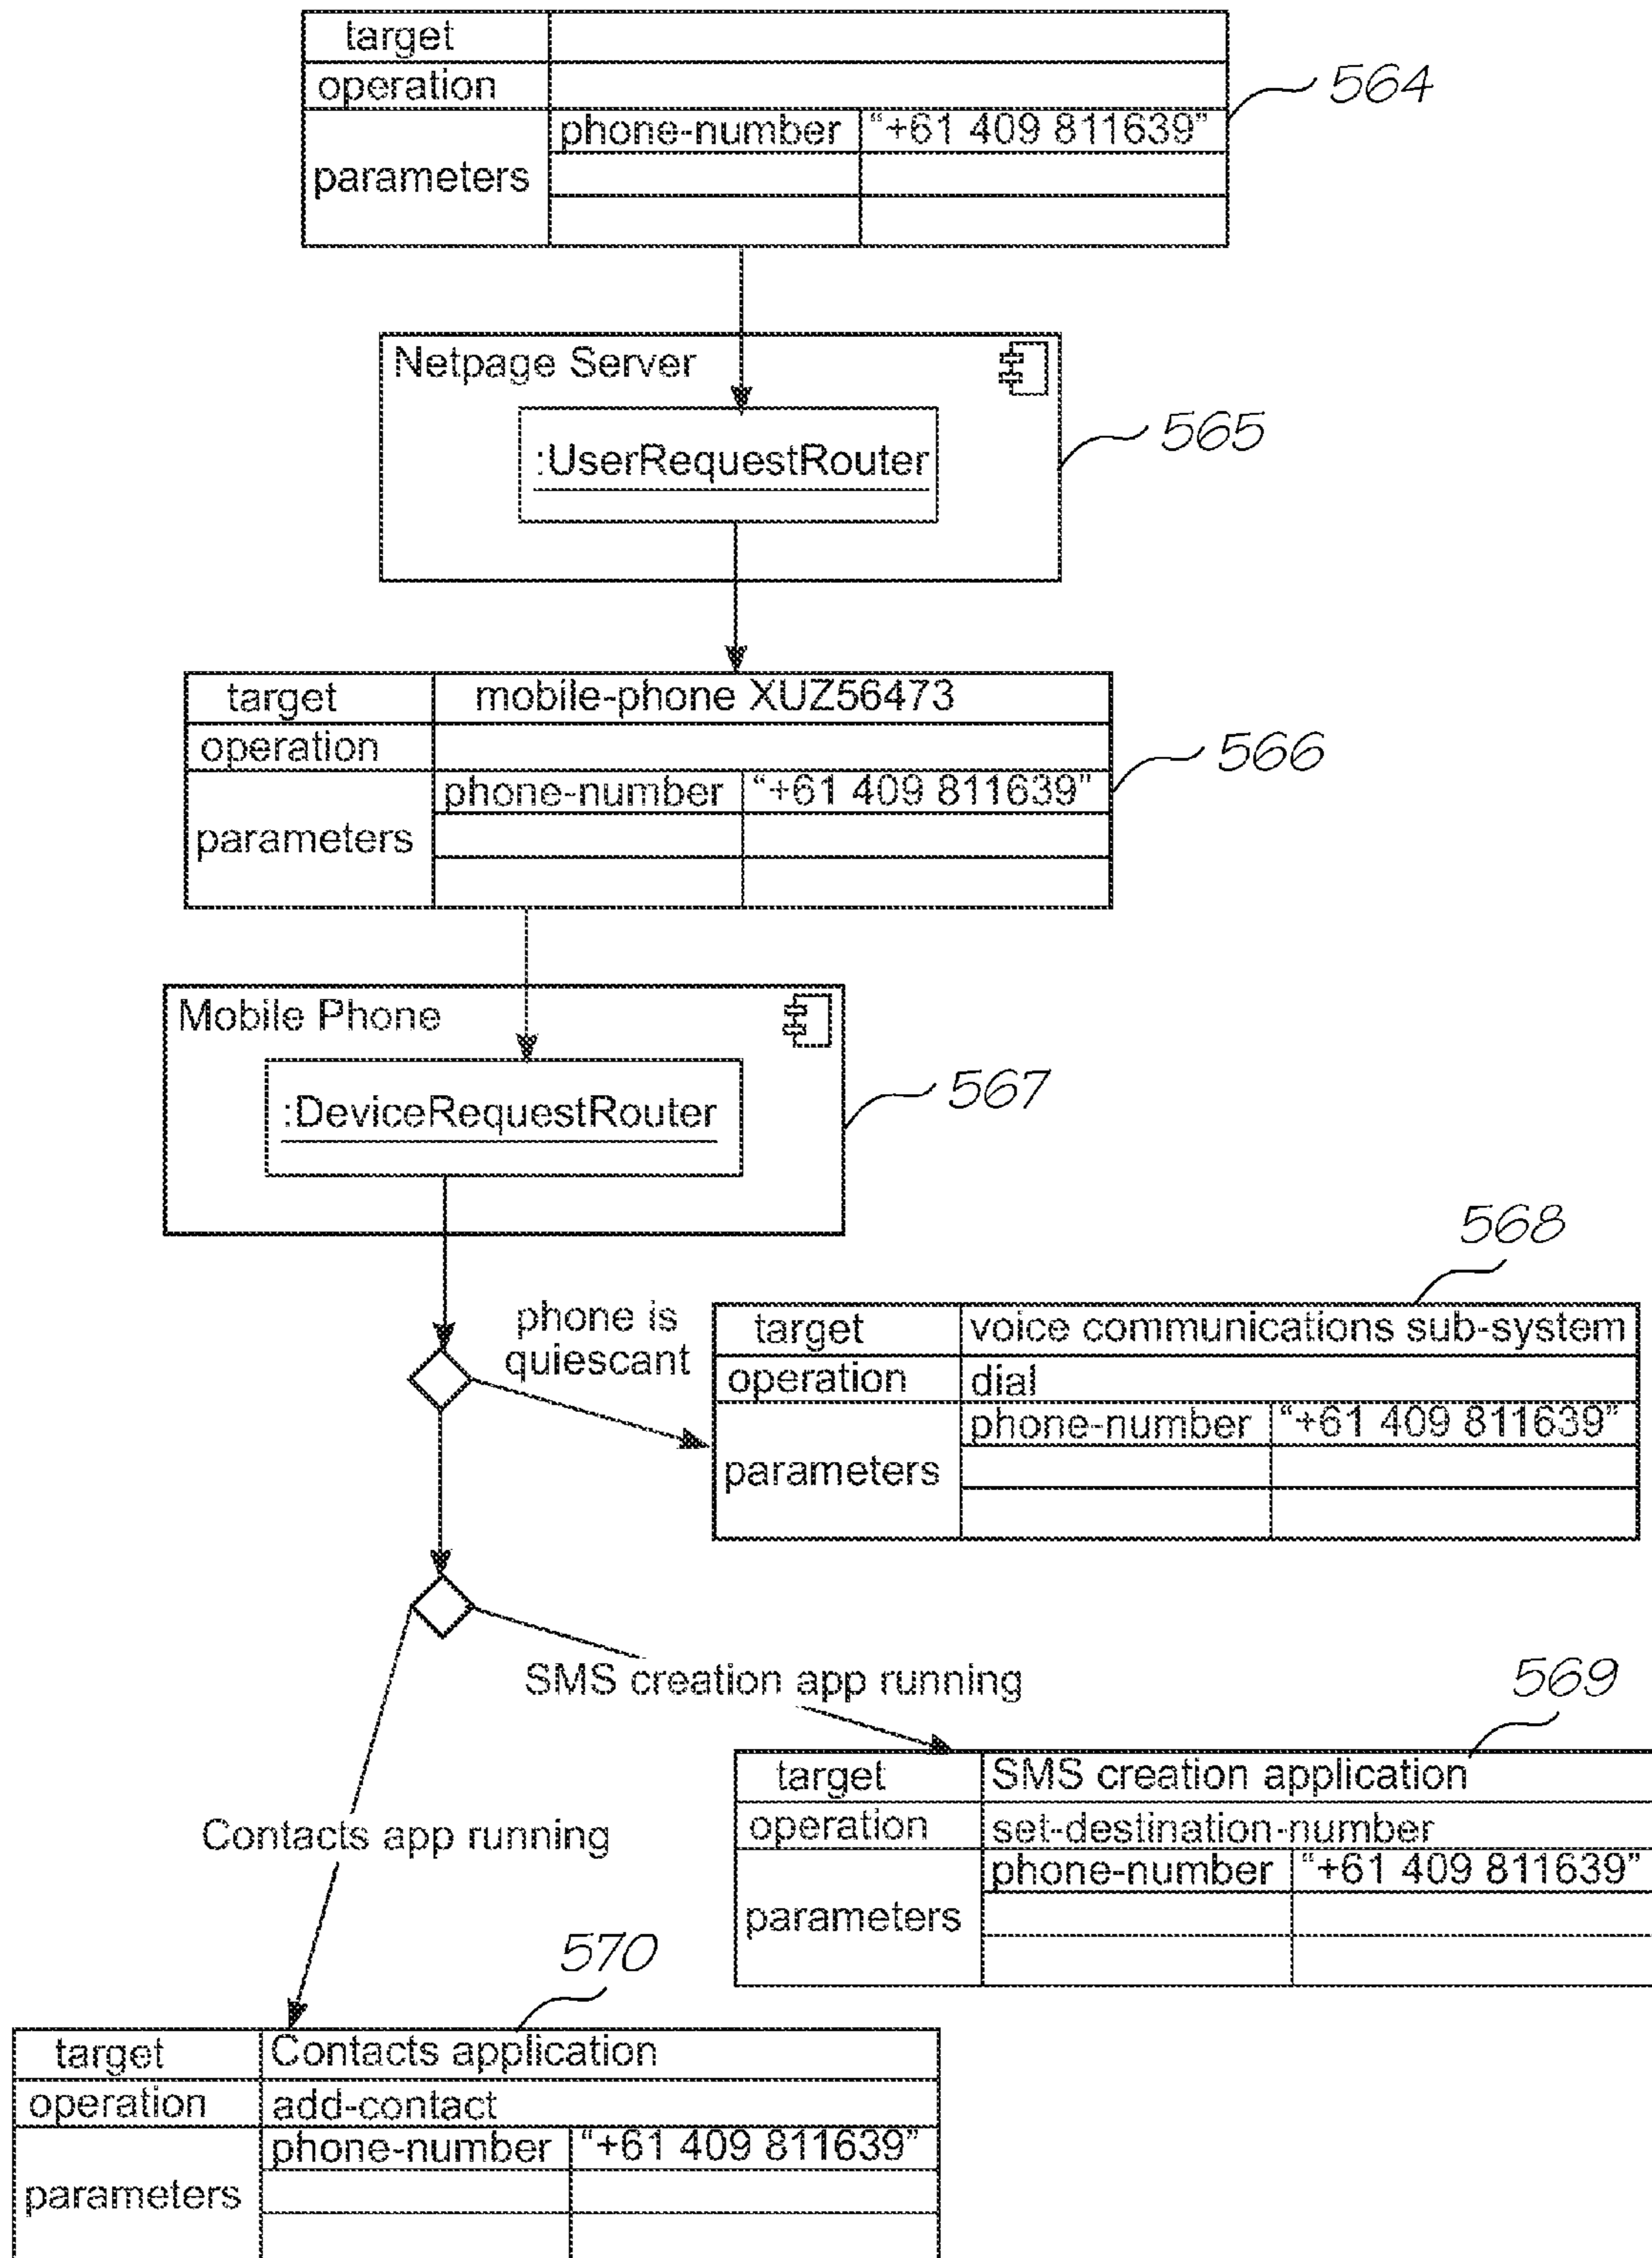 target
operation
564
phone-number "+61 409 811639"
parameters
Netpage Server
565
:UserRequestRouter
target mobile-phone XUZ56473
operation
566
phone-number "+61 409 811639"
parameters
Mobile Phone
567
:DeviceRequestRouter
568
phone is
quiescant
target voice communications sub-system
operation dial
phone-number "+61 409 811639"
parameters
SMS creation app running
569
target SMS creation application
operation set-destination-number
phone-number "+61 409 811639"
parameters
Contacts app running
570
target Contacts application
operation add-contact
phone-number "+61 409 811639"
parameters